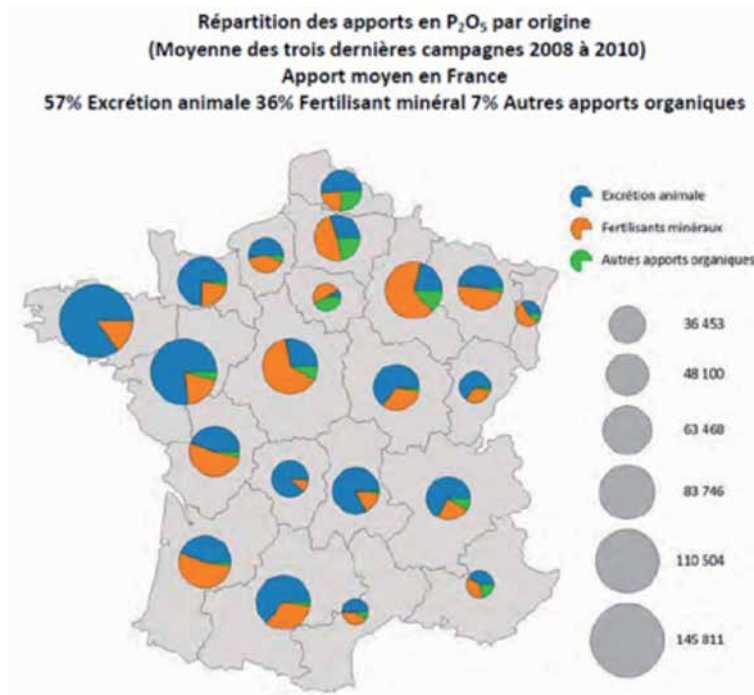 Répartition des apports en P₂O₅ par origine
(Moyenne des trois dernières campagnes 2008 à 2010)
Apport moyen en France
57% Excrétion animale 36% Fertilisant minéral 7% Autres apports organiques
Excrétion animale
Fertilisants minéraux
Autres apports organiques
36 453
48 100
63 468
83 746
110 504
145 811